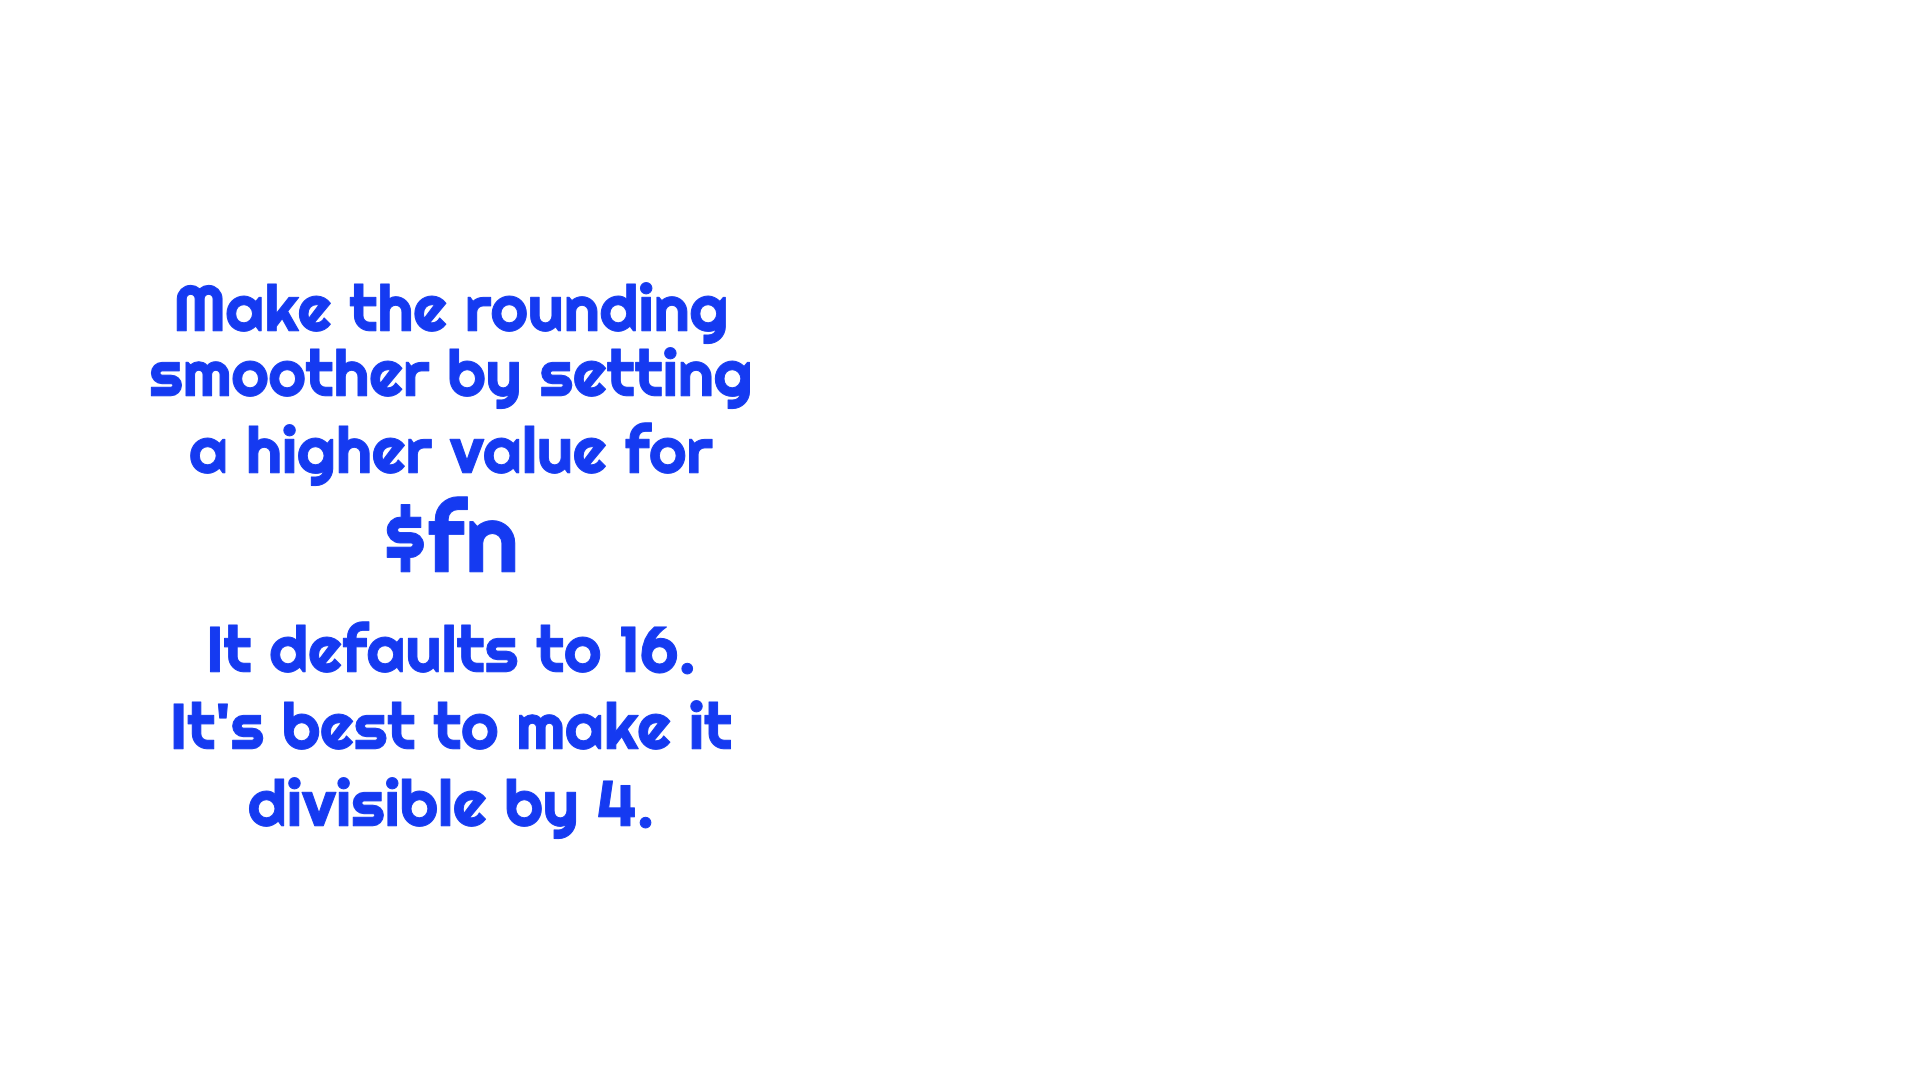 Make the rounding
smoother by setting
a higher value for
$fn
It defaults to 16.
It's best to make it
divisible by 4.